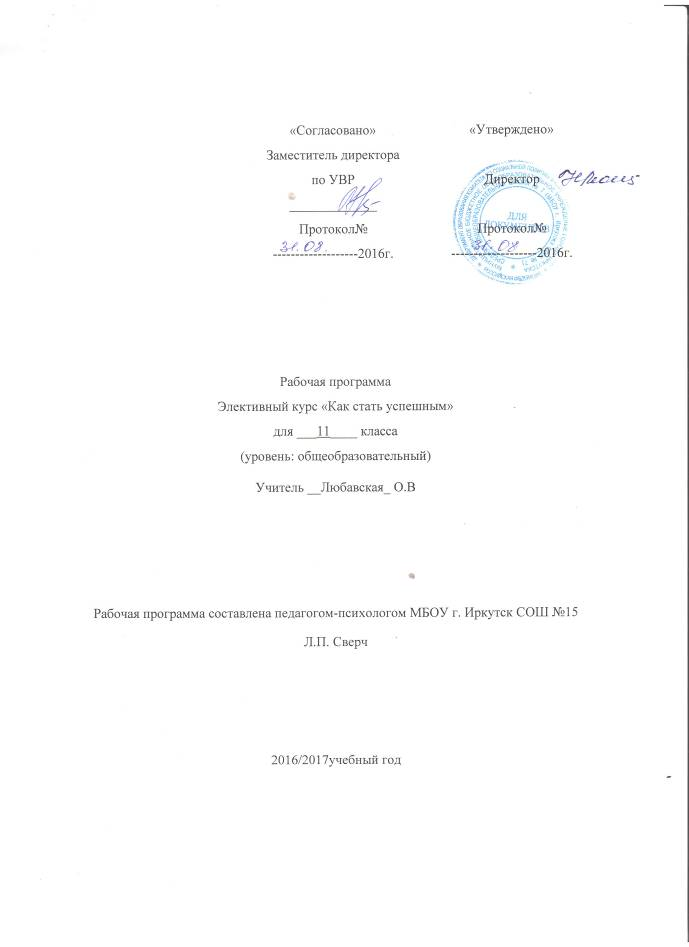 «Согласовано»
Заместитель директора
по УВР
Протокол№
31.08.
-------------------2016г.
«Утверждено»
Директор
ДЛЯ
ДОКУМЕНТОВ
Протокол№
31.08
-------------------2016г.
Рабочая программа
Элективный курс «Как стать успешным»
для ___11____ класса
(уровень: общеобразовательный)
Учитель __Любавская_ О.В
Рабочая программа составлена педагогом-психологом МБОУ г. Иркутск СОШ №15
Л.П. Сверч
2016/2017учебный год